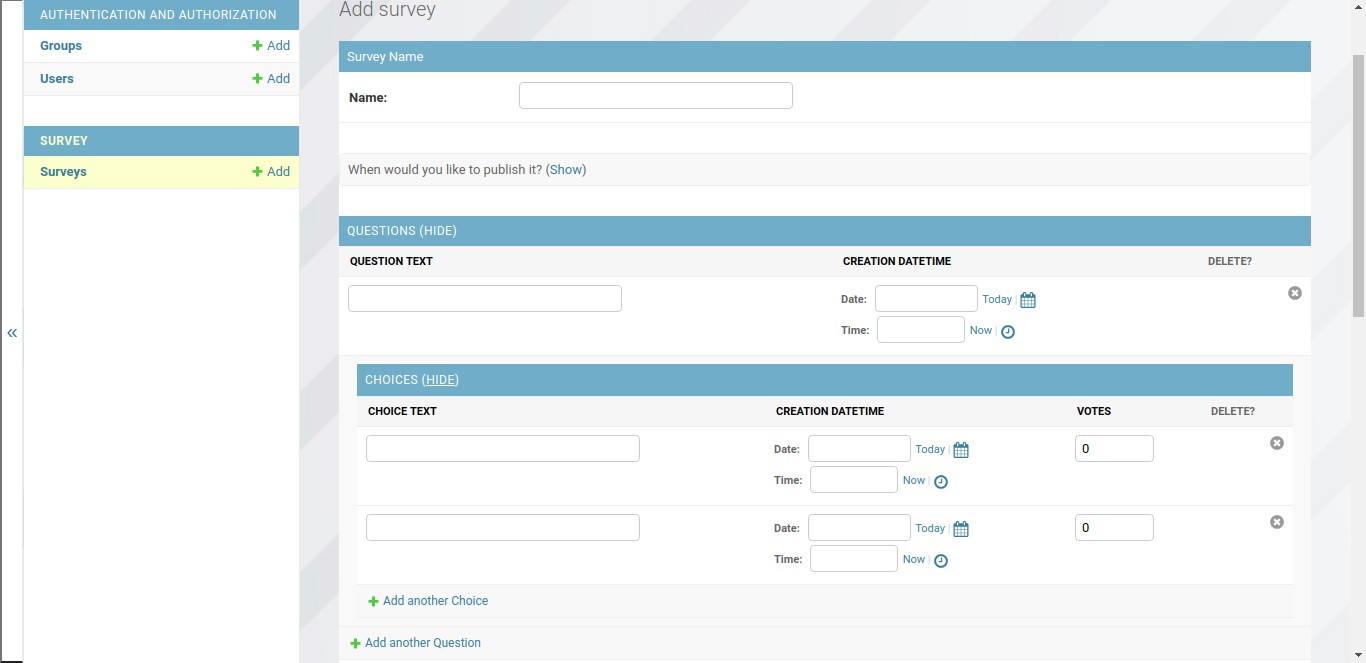 AUTHENTICATION AND AUTHORIZATION
Groups
Add
Users
Add
SURVEY
Surveys
Add
«
Add survey
Survey Name
Name:
When would you like to publish it? (Show)
QUESTIONS (HIDE)
QUESTION TEXT CREATION DATETIME DELETE?
Date: Today |
Time: Now |
CHOICES (HIDE)
CHOICE TEXT CREATION DATETIME VOTES DELETE?
Date: Today | 0
Time: Now |
Date: Today | 0
Time: Now |
Add another Choice
Add another Question